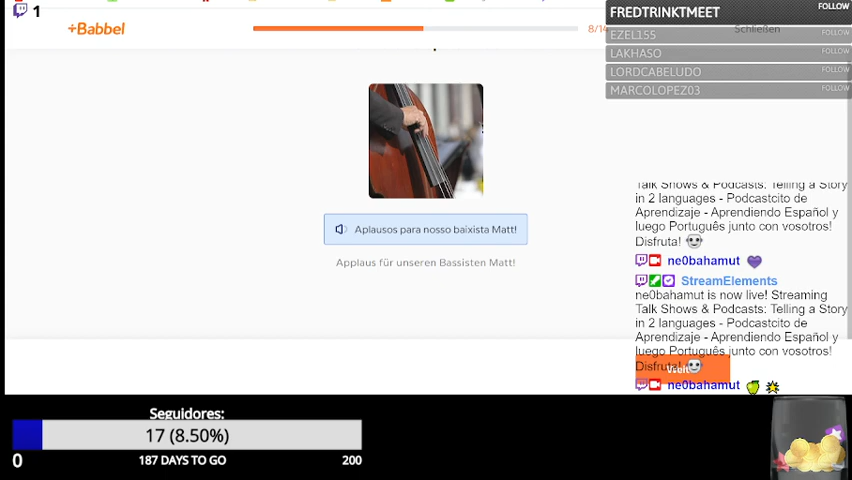 1
+Babbel
8/14
Schließen
FREDTRINKTMEET FOLLOW
EZEL155 FOLLOW
LAKHASO FOLLOW
LORDCABELUDO FOLLOW
MARCOLOPEZ03 FOLLOW
Aplausos para nosso baixista Matt!
Applaus für unseren Bassisten Matt!
Talk Shows & Podcasts: Telling a Story
in 2 languages - Podcastcito de
Aprendizaje - Aprendiendo Español y
luego Português junto con vosotros!
Disfruta!
ne0bahamut
StreamElements
ne0bahamut is now live! Streaming
Talk Shows & Podcasts: Telling a Story
in 2 languages - Podcastcito de
Aprendizaje - Aprendiendo Español y
luego Português junto con vosotros!
Disfruta!
ne0bahamut
Seguidores:
17 (8.50%)
0 187 DAYS TO GO 200